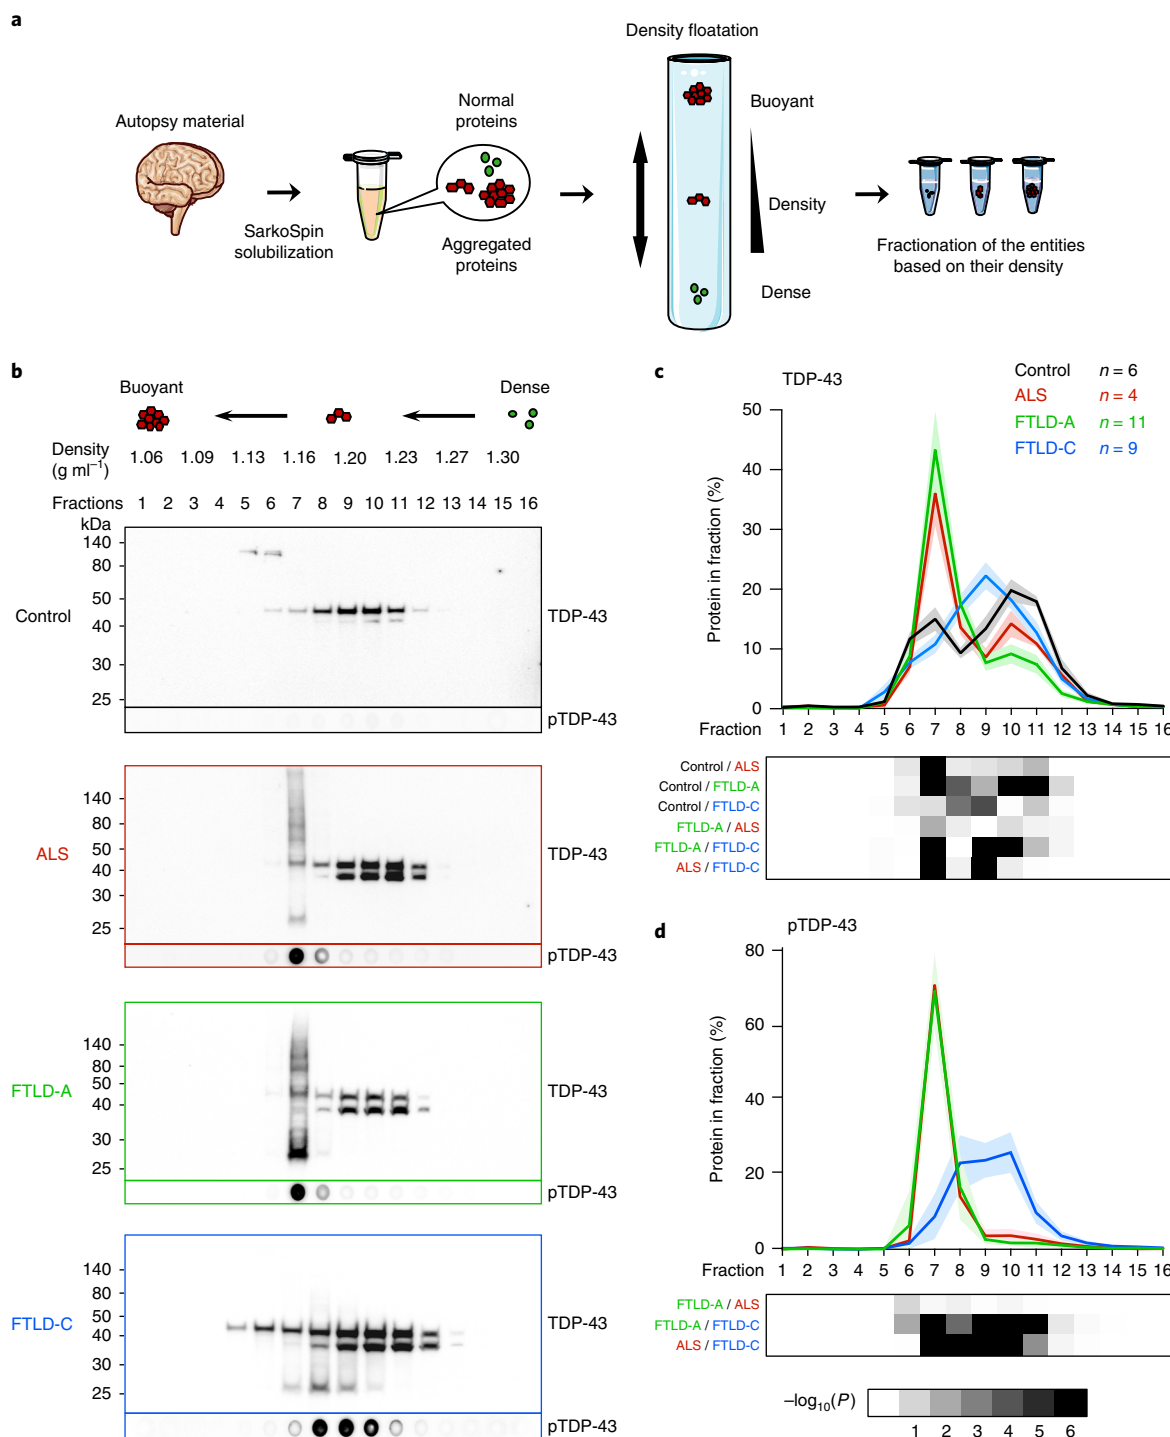 a
Density floatation
Autopsy material
SarkoSpin
solubilization
Normal
proteins
Aggregated
proteins
Buoyant
Density
Dense
Fractionation of the entities
based on their density
b
Buoyant
Dense
Density
(g ml⁻¹)
1.06 1.09 1.13 1.16 1.20 1.23 1.27 1.30
Fractions 1 2 3 4 5 6 7 8 9 10 11 12 13 14 15 16
kDa
140
80
50
40
30
25
Control
TDP-43
pTDP-43
140
80
50
40
30
25
ALS
TDP-43
pTDP-43
140
80
50
40
30
25
FTLD-A
TDP-43
pTDP-43
140
80
50
40
30
25
FTLD-C
TDP-43
pTDP-43
c
TDP-43
Control n = 6
ALS n = 4
FTLD-A n = 11
FTLD-C n = 9
Protein in fraction (%)
50
40
30
20
10
0
Fraction 1 2 3 4 5 6 7 8 9 10 11 12 13 14 15 16
Control / ALS
Control / FTLD-A
Control / FTLD-C
FTLD-A / ALS
FTLD-A / FTLD-C
ALS / FTLD-C
d
pTDP-43
Protein in fraction (%)
80
60
40
20
0
Fraction 1 2 3 4 5 6 7 8 9 10 11 12 13 14 15 16
FTLD-A / ALS
FTLD-A / FTLD-C
ALS / FTLD-C
–log₁₀(P)
1 2 3 4 5 6